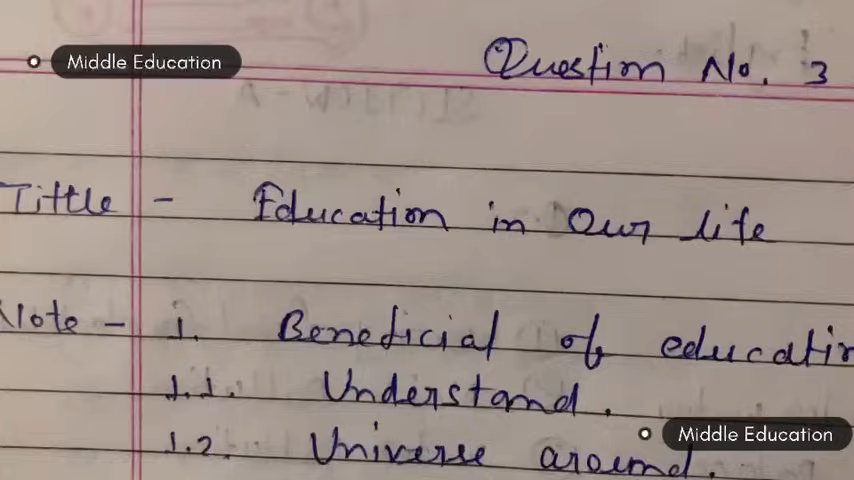 Middle Education
Question No. 3
Tittle - Education in Our life
Note - 1. Beneficial of
1.1. Understand.
Middle Education
1.2. Universe around.